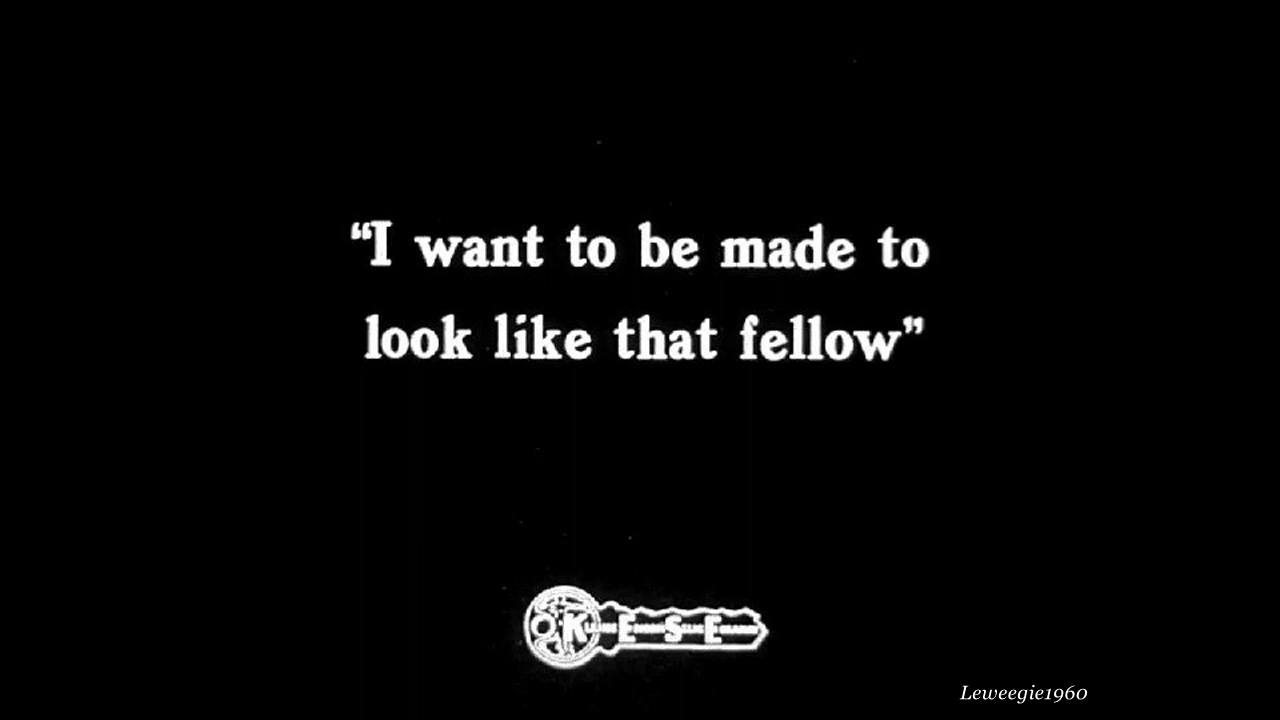 “I want to be made to
look like that fellow”
K E S E
Leweegie1960